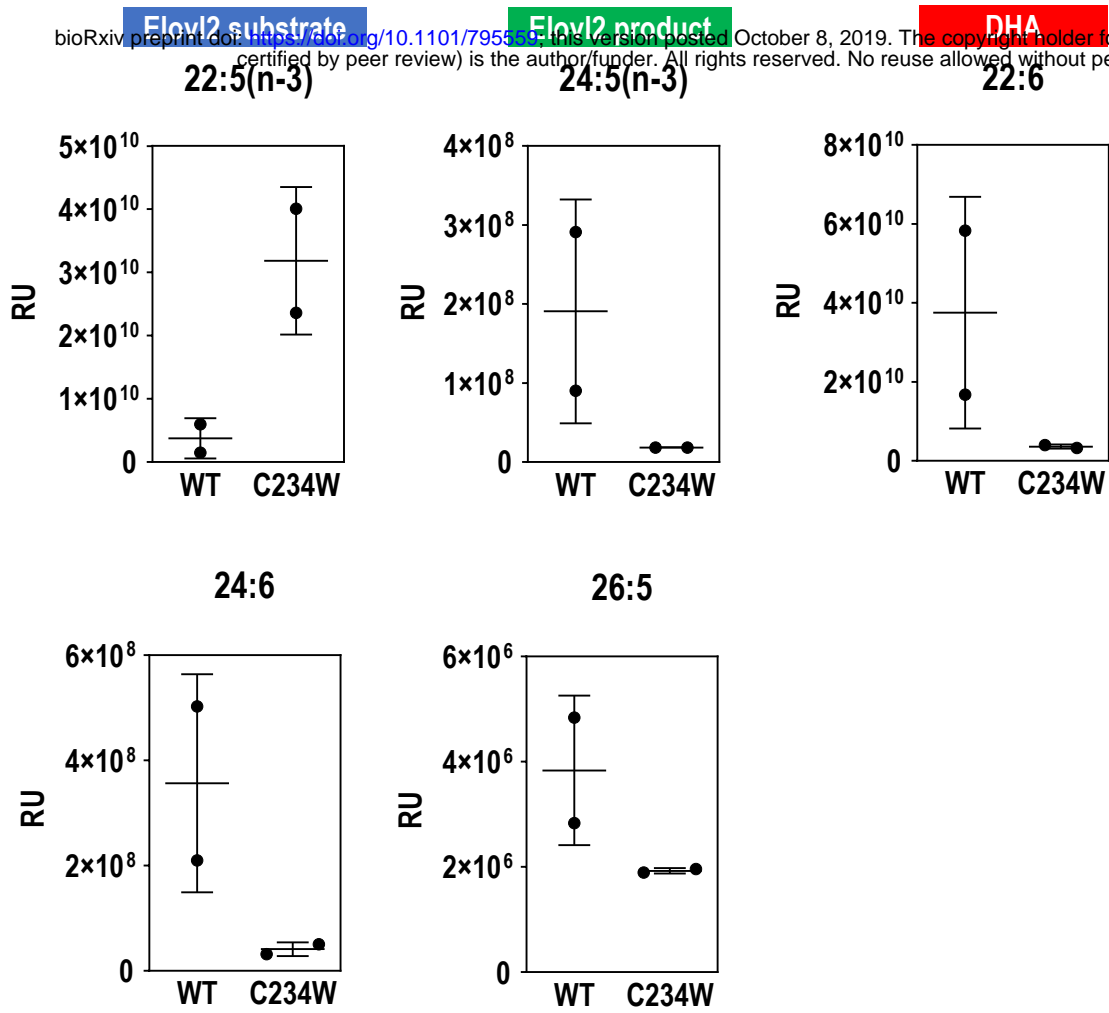 Elovl2 substrate Elovl2 product DHA
bioRxiv preprint doi: https://doi.org/10.1101/795559; this version posted October 8, 2019. The copyright holder fo
certified by peer review) is the author/funder. All rights reserved. No reuse allowed without pe
22:5(n-3) 24:5(n-3) 22:6
5×10¹⁰ 4×10⁸ 8×10¹⁰
4×10¹⁰ 3×10⁸ 6×10¹⁰
3×10¹⁰ 2×10⁸ 4×10¹⁰
2×10¹⁰ 1×10⁸ 2×10¹⁰
1×10¹⁰
0 0 0
RU RU RU
WT C234W WT C234W WT C234W
24:6 26:5
6×10⁸ 6×10⁶
4×10⁸ 4×10⁶
2×10⁸ 2×10⁶
0 0
RU RU
WT C234W WT C234W